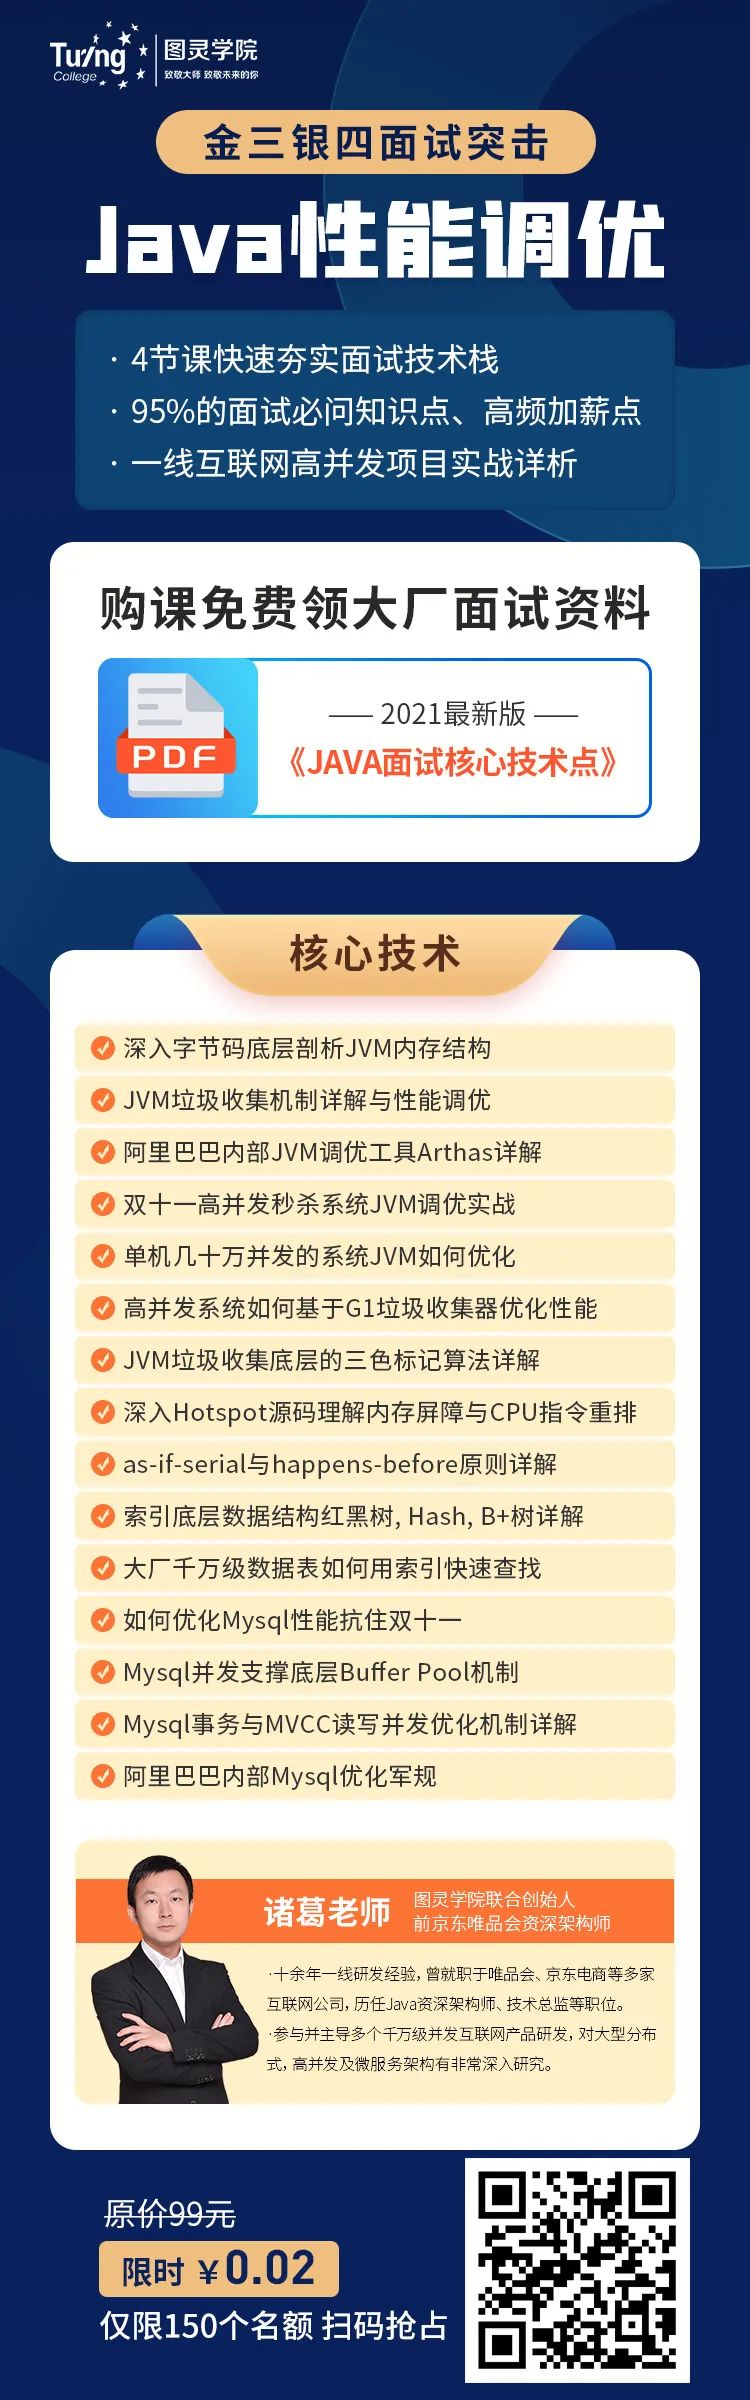 Turing
College
图灵学院
致敬大师 致敬未来的你
金三银四面试突击
Java性能调优
· 4节课快速夯实面试技术栈
· 95%的面试必问知识点、高频加薪点
· 一线互联网高并发项目实战详析
购课免费领大厂面试资料
PDF
—— 2021最新版 ——
《JAVA面试核心技术点》
核心技术
深入字节码底层剖析JVM内存结构
JVM垃圾收集机制详解与性能调优
阿里巴巴内部JVM调优工具Arthas详解
双十一高并发秒杀系统JVM调优实战
单机几十万并发的系统JVM如何优化
高并发系统如何基于G1垃圾收集器优化性能
JVM垃圾收集底层的三色标记算法详解
深入Hotspot源码理解内存屏障与CPU指令重排
as-if-serial与happens-before原则详解
索引底层数据结构红黑树, Hash, B+树详解
大厂千万级数据表如何用索引快速查找
如何优化Mysql性能抗住双十一
Mysql并发支撑底层Buffer Pool机制
Mysql事务与MVCC读写并发优化机制详解
阿里巴巴内部Mysql优化军规
诸葛老师
图灵学院联合创始人
前京东唯品会资深架构师
·十余年一线研发经验，曾就职于唯品会、京东电商等多家
互联网公司，历任Java资深架构师、技术总监等职位。
·参与并主导多个千万级并发互联网产品研发，对大型分布
式，高并发及微服务架构有非常深入研究。
原价99元
限时 ¥0.02
仅限150个名额 扫码抢占